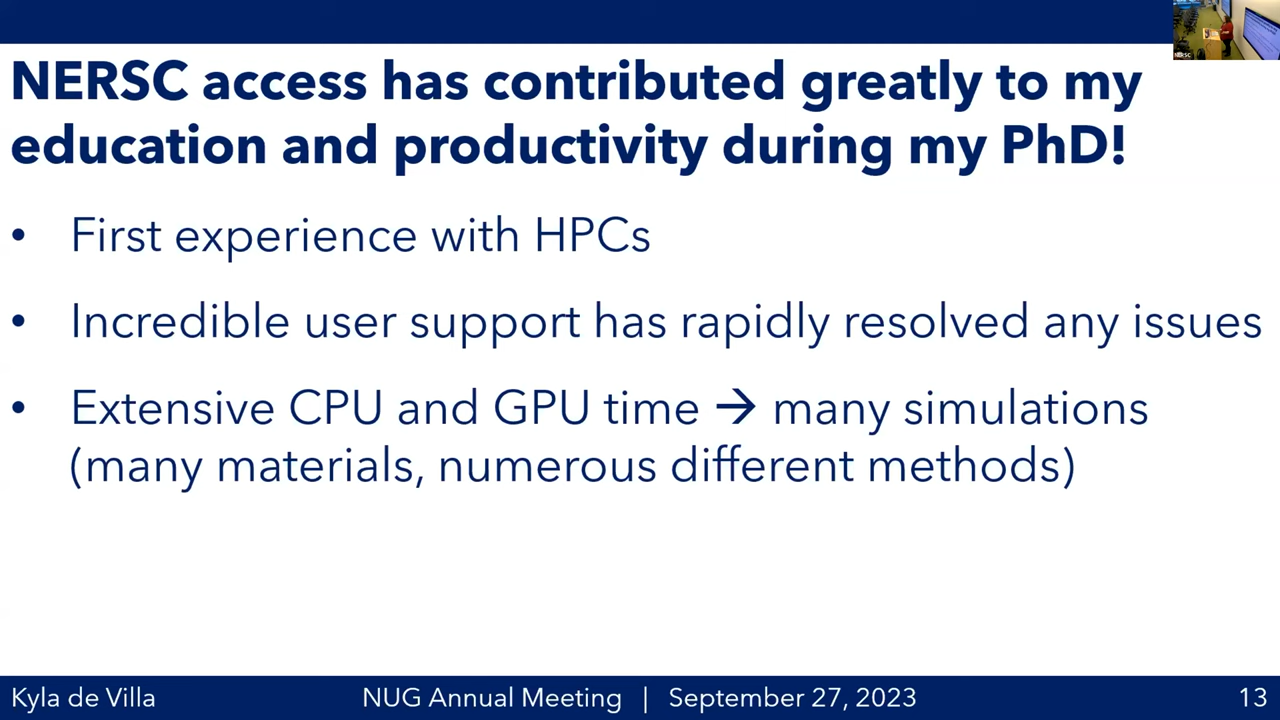 NERSC access has contributed greatly to my
education and productivity during my PhD!
• First experience with HPCs
• Incredible user support has rapidly resolved any issues
• Extensive CPU and GPU time → many simulations
(many materials, numerous different methods)
Kyla de Villa
NUG Annual Meeting | September 27, 2023
13